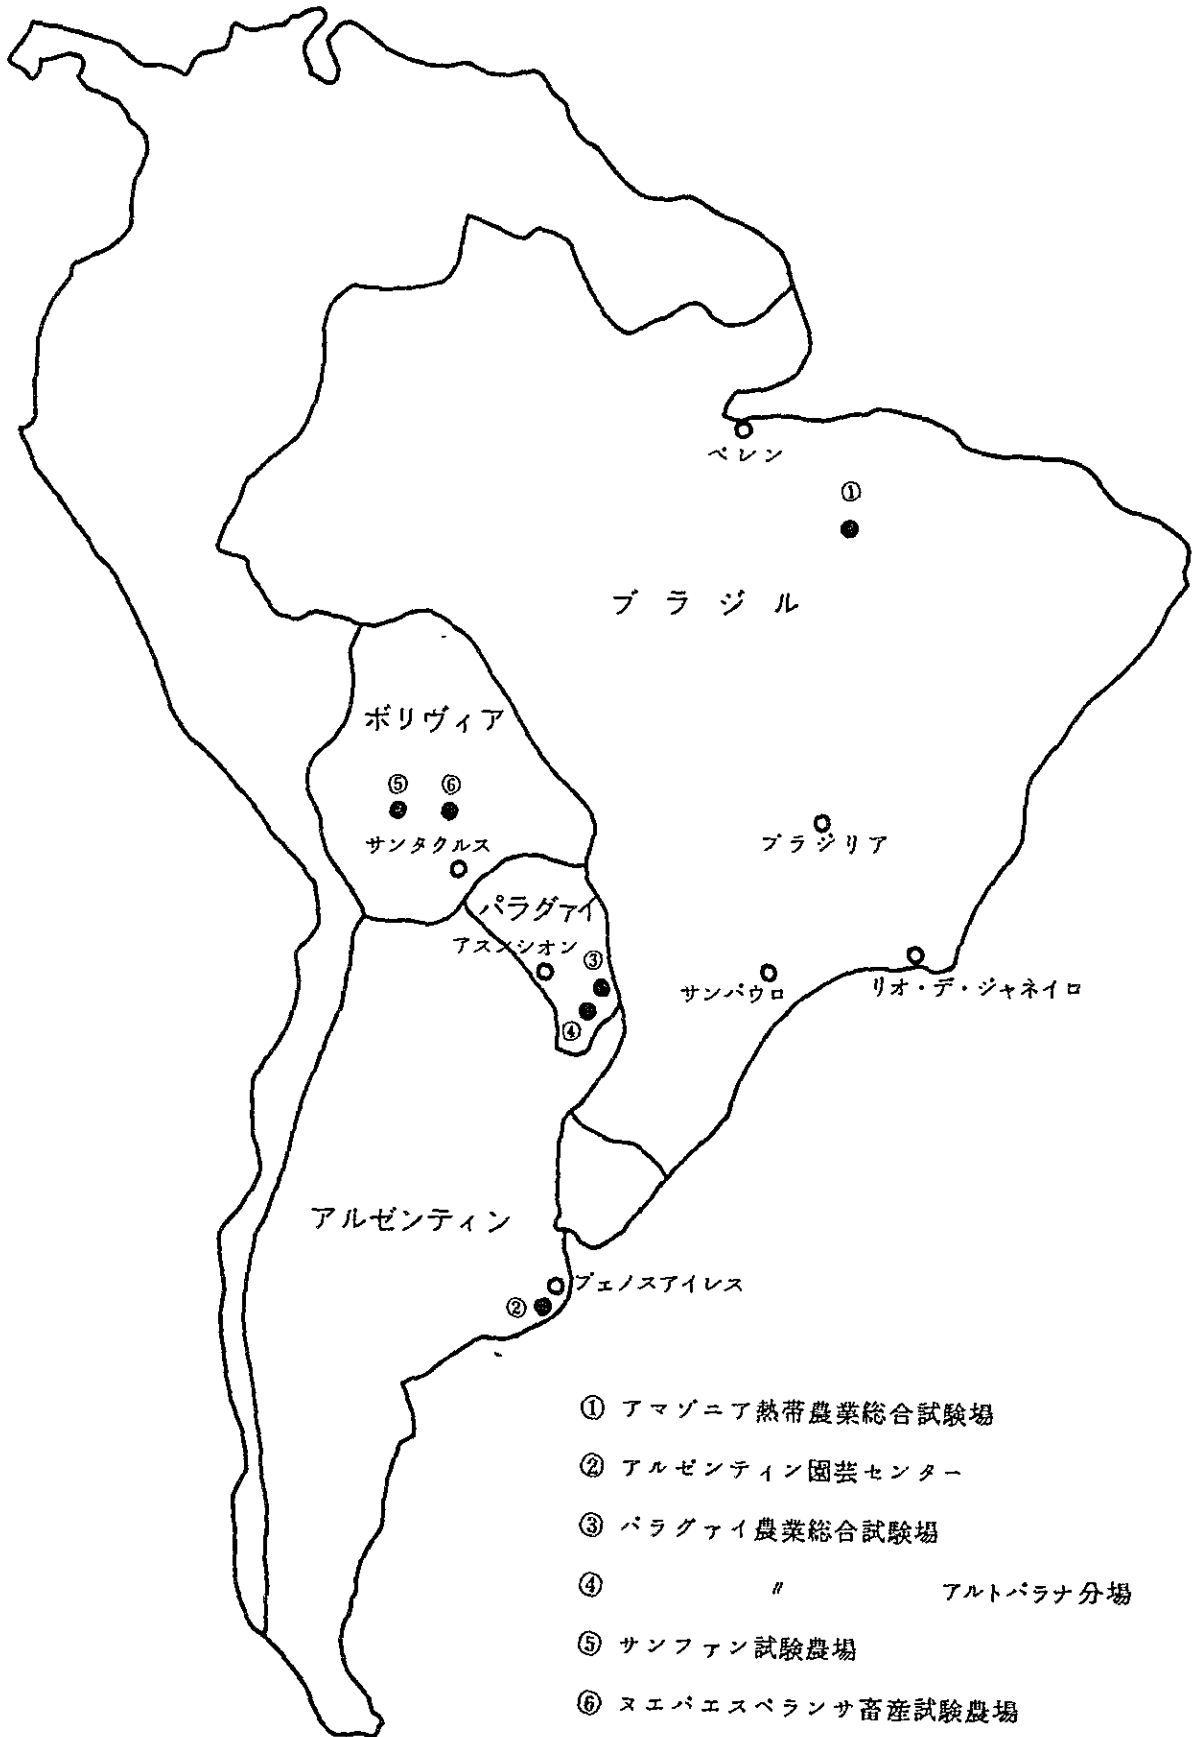 ベレン
①
ブラジル
ボリヴィア
⑤ ⑥
サンタクルス
ブラジリア
パラグァイ
アスンシオン
③
サンパウロ
リオ・デ・ジャネイロ
④
アルゼンティン
ブェノスアイレス
②
① アマゾニア熱帯農業総合試験場
② アルゼンティン園芸センター
③ パラグァイ農業総合試験場
④ 〃 アルトパラナ分場
⑤ サンファン試験農場
⑥ ヌエバエスペランサ畜産試験農場